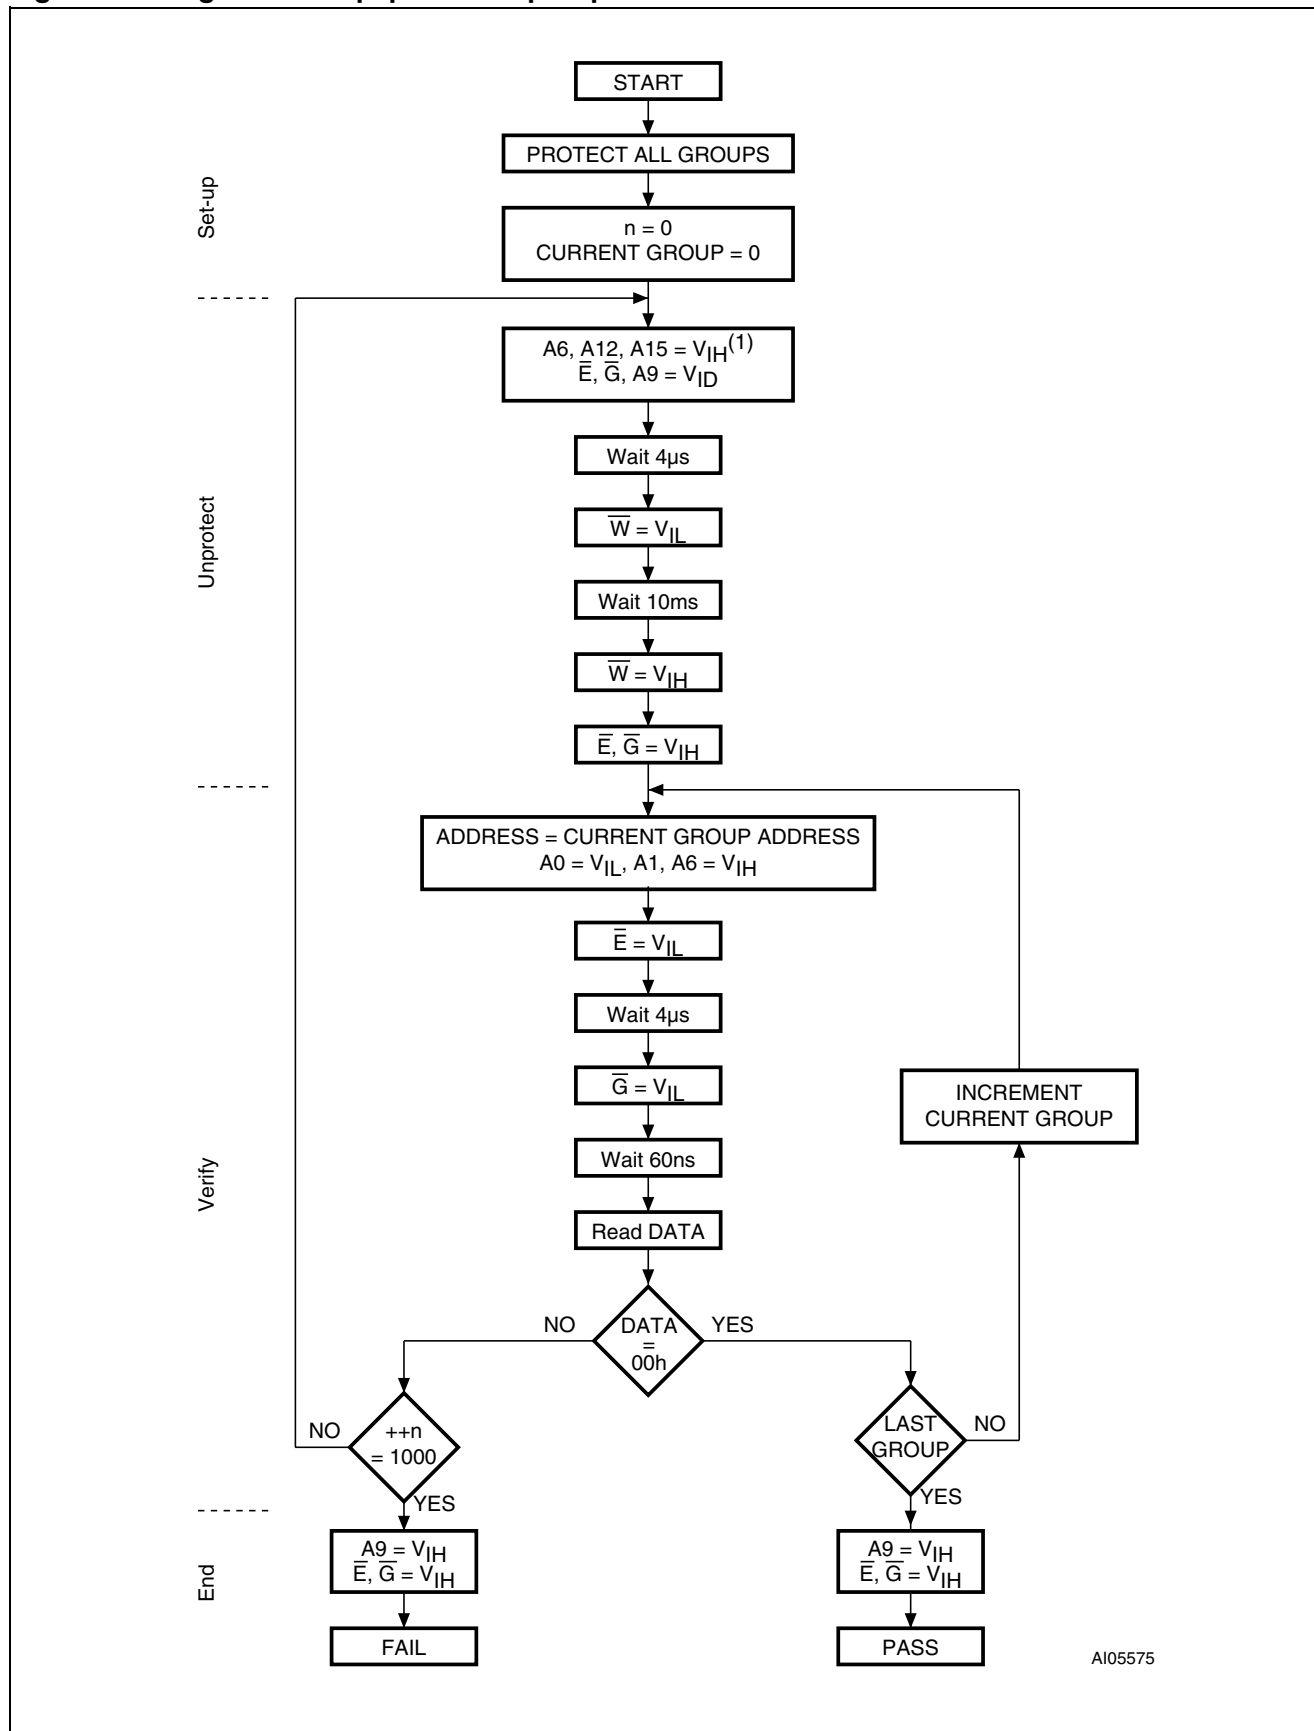 START
PROTECT ALL GROUPS
Set-up
n = 0
CURRENT GROUP = 0
A6, A12, A15 = VIH(1)
E̅, G̅, A9 = VID
Wait 4µs
Unprotect
W̅ = VIL
Wait 10ms
W̅ = VIH
E̅, G̅ = VIH
ADDRESS = CURRENT GROUP ADDRESS
A0 = VIL, A1, A6 = VIH
E̅ = VIL
Wait 4µs
G̅ = VIL
INCREMENT
CURRENT GROUP
Wait 60ns
Verify
Read DATA
NO
DATA
=
00h
YES
NO
++n
= 1000
YES
LAST
GROUP
NO
YES
End
A9 = VIH
E̅, G̅ = VIH
A9 = VIH
E̅, G̅ = VIH
FAIL
PASS
AI05575